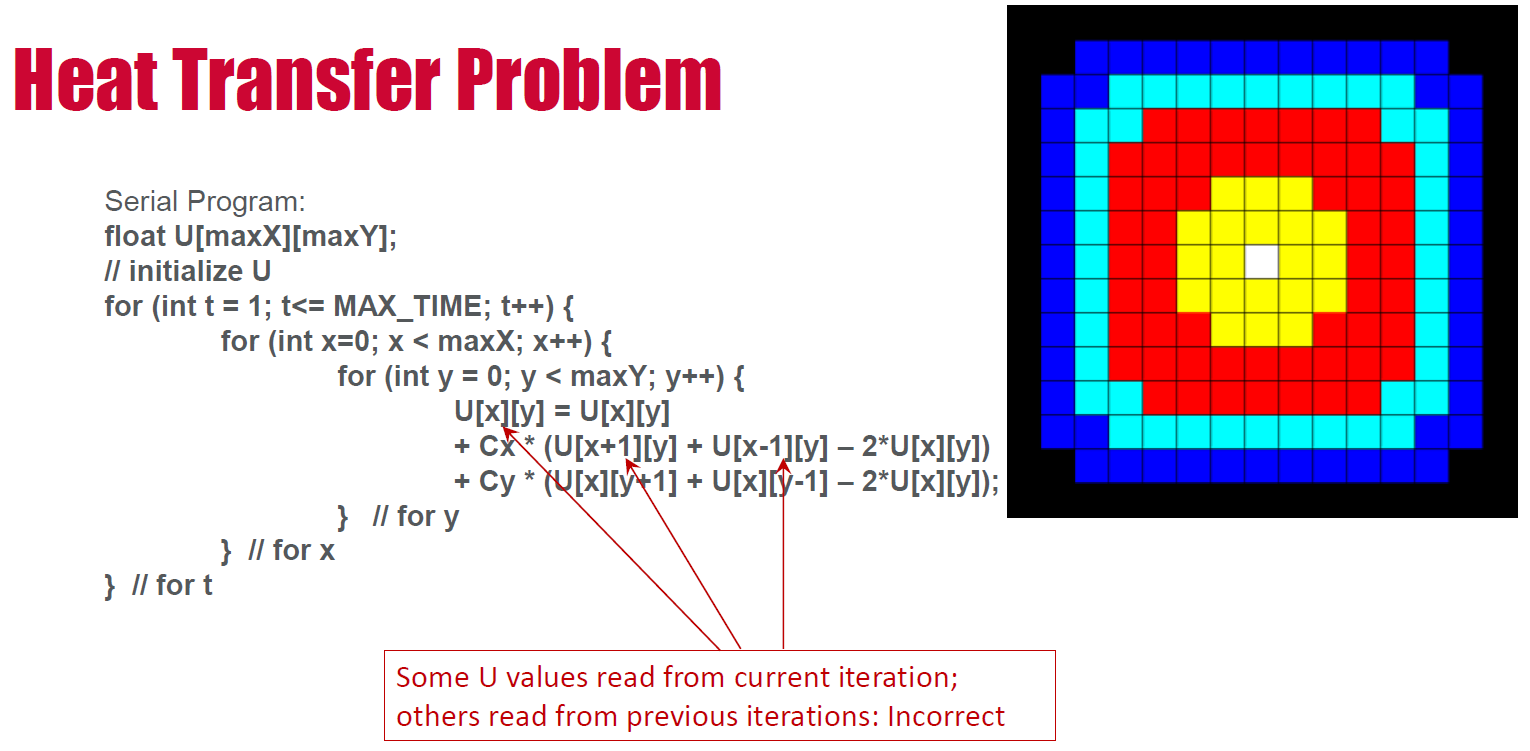 Heat Transfer Problem
Serial Program:
float U[maxX][maxY];
// initialize U
for (int t = 1; t<= MAX_TIME; t++) {
for (int x=0; x < maxX; x++) {
for (int y = 0; y < maxY; y++) {
U[x][y] = U[x][y]
+ Cx * (U[x+1][y] + U[x-1][y] – 2*U[x][y])
+ Cy * (U[x][y+1] + U[x][y-1] – 2*U[x][y]);
} // for y
} // for x
} // for t
Some U values read from current iteration;
others read from previous iterations: Incorrect